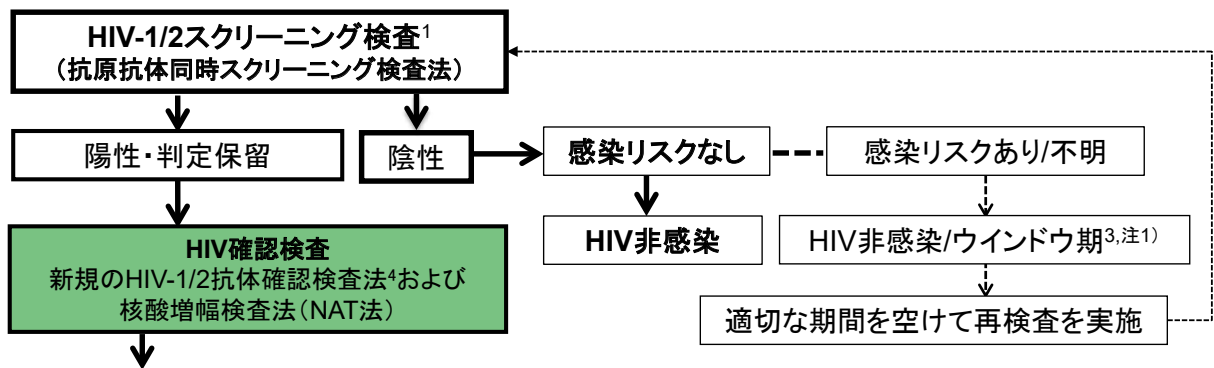 HIV-1/2スクリーニング検査1
（抗原抗体同時スクリーニング検査法）
陽性・判定保留
陰性
感染リスクなし
感染リスクあり/不明
HIV非感染
HIV非感染/ウインドウ期3,注1)
適切な期間を空けて再検査を実施
HIV確認検査
新規のHIV-1/2抗体確認検査法4および
核酸増幅検査法（NAT法）